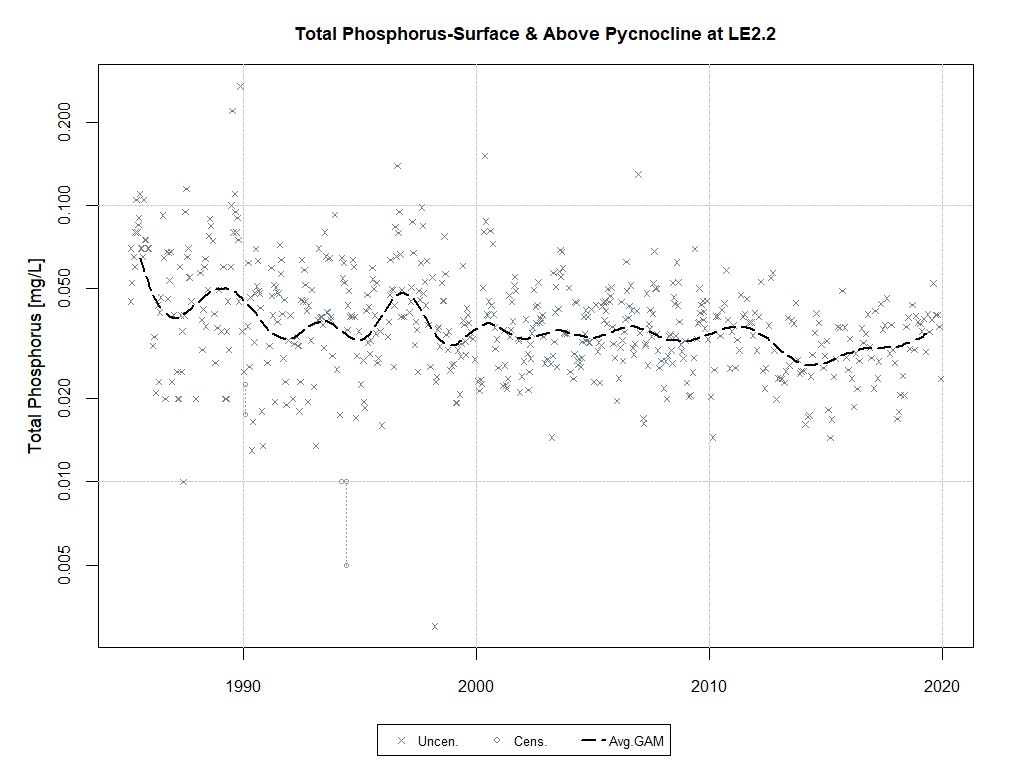 Total Phosphorus-Surface & Above Pycnocline at LE2.2
Total Phosphorus [mg/L]
0.200
0.100
0.050
0.020
0.010
0.005
1990 2000 2010 2020
Uncen. Cens. Avg.GAM